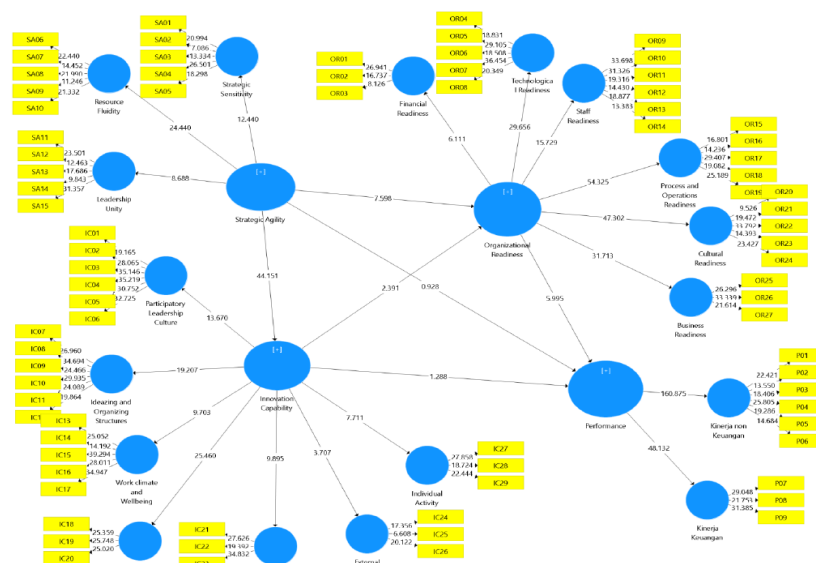 SA01
SA02
SA03
SA04
SA05
20.994
7.086
13.334
26.501
18.298
Strategic
Sensitivity
SA06
SA07
SA08
SA09
SA10
22.440
14.452
21.990
11.246
21.332
Resource
Fluidity
SA11
SA12
SA13
SA14
SA15
23.501
12.463
17.686
9.843
31.357
Leadership
Unity
24.440
12.440
8.688
[+]
Strategic Agility
7.598
0.928
44.151
OR01
OR02
OR03
26.941
16.737
8.126
Financial
Readiness
OR04
OR05
OR06
OR07
OR08
18.831
29.105
18.508
36.454
20.349
Technologica
l Readiness
OR09
OR10
OR11
OR12
OR13
OR14
33.698
31.326
19.116
14.430
18.877
13.383
Staff
Readiness
OR15
OR16
OR17
OR18
OR19
16.801
14.236
29.407
19.082
25.189
Process and
Operations
Readiness
OR20
OR21
OR22
OR23
OR24
9.526
19.472
33.792
14.393
23.427
Cultural
Readiness
OR25
OR26
OR27
26.296
33.339
21.614
Business
Readiness
6.111
29.656
15.729
54.325
47.302
31.713
[+]
Organizational
Readiness
2.391
5.995
IC01
IC02
IC03
IC04
IC05
IC06
19.165
28.065
35.146
35.219
30.752
32.725
Participatory
Leadership
Culture
13.670
IC07
IC08
IC09
IC10
IC11
26.960
34.694
24.466
29.935
24.089
19.864
Ideazing and
Organizing
Structures
19.207
IC13
IC14
IC15
IC16
IC17
25.052
14.192
39.294
28.011
34.947
Work climate
and
Wellbeing
9.703
[+]
Innovation
Capability
1.288
25.460
9.895
3.707
7.711
IC18
IC19
IC20
25.359
25.748
25.020
IC21
IC22
27.626
19.392
34.832
IC24
IC25
IC26
17.356
6.608
20.122
External
IC27
IC28
IC29
27.858
18.724
22.444
Individual
Activity
[+]
Performance
160.875
48.132
P01
P02
P03
P04
P05
P06
22.421
13.550
18.406
25.805
19.286
14.684
Kinerja non
Keuangan
P07
P08
P09
29.048
21.753
31.385
Kinerja
Keuangan